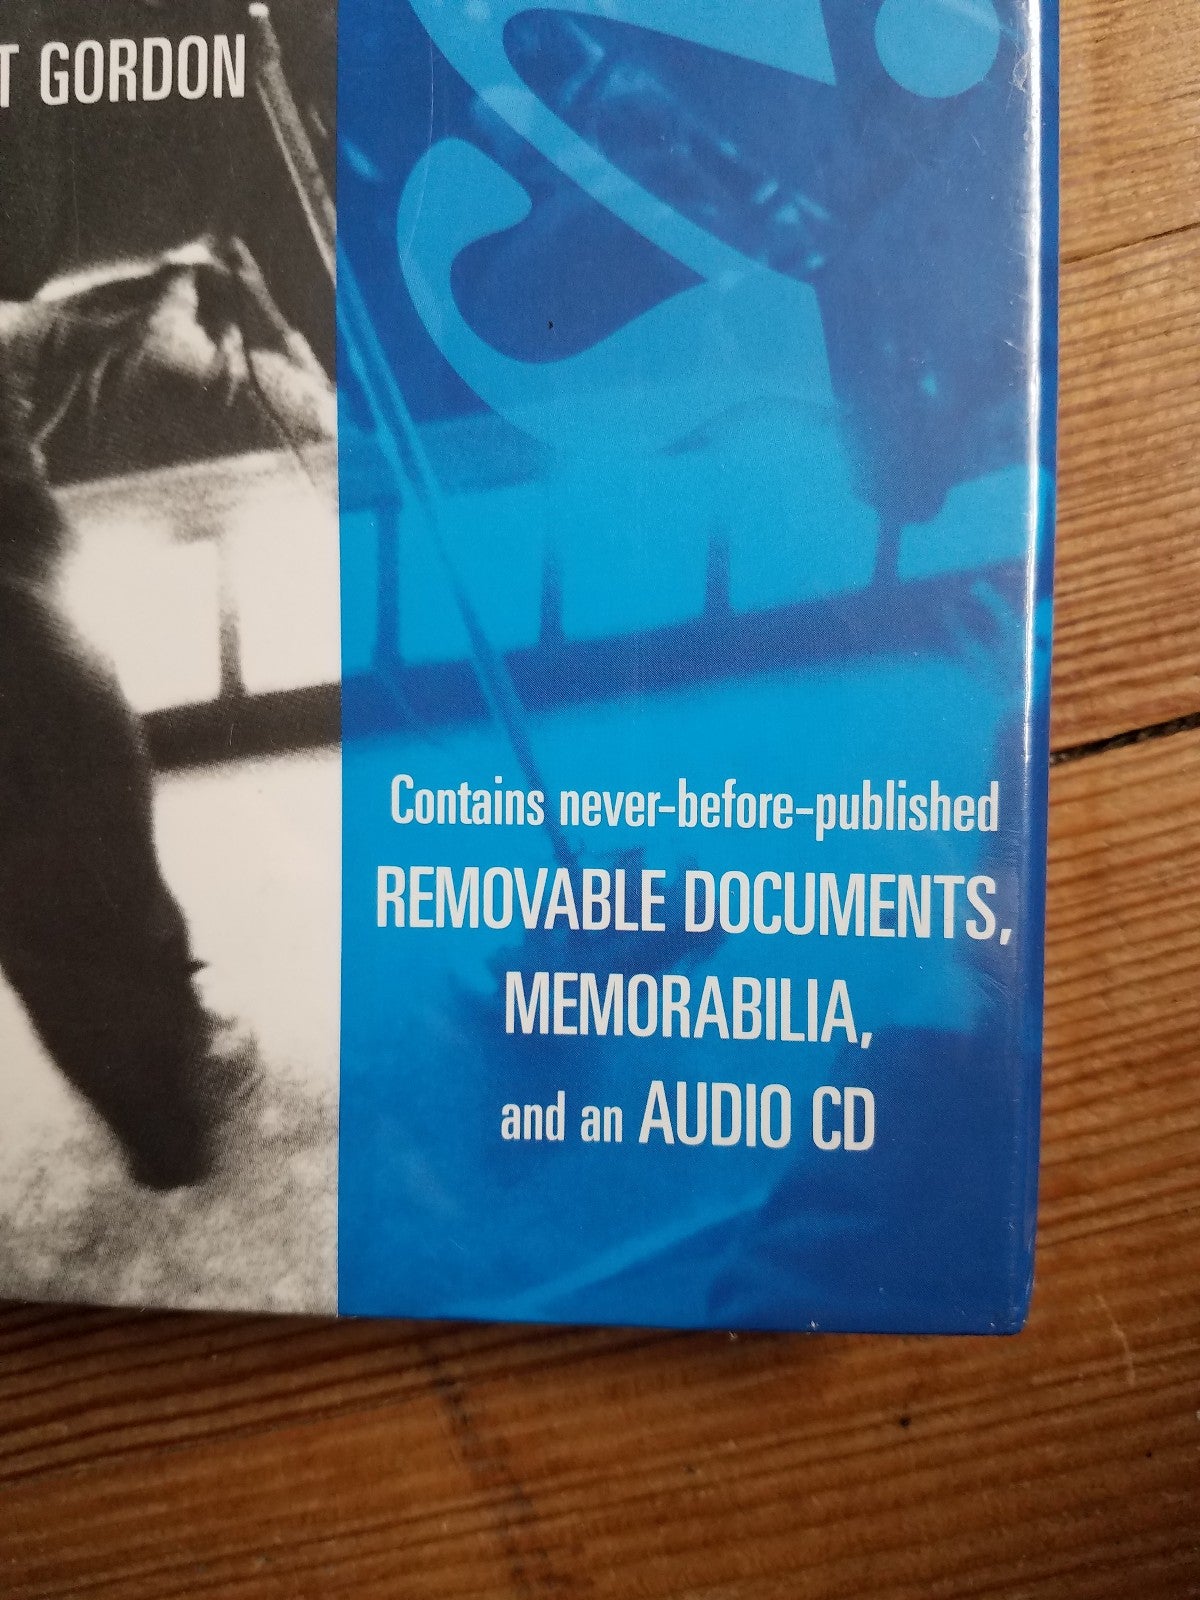 T GORDON
Contains never-before-published
REMOVABLE DOCUMENTS,
MEMORABILIA,
and an AUDIO CD